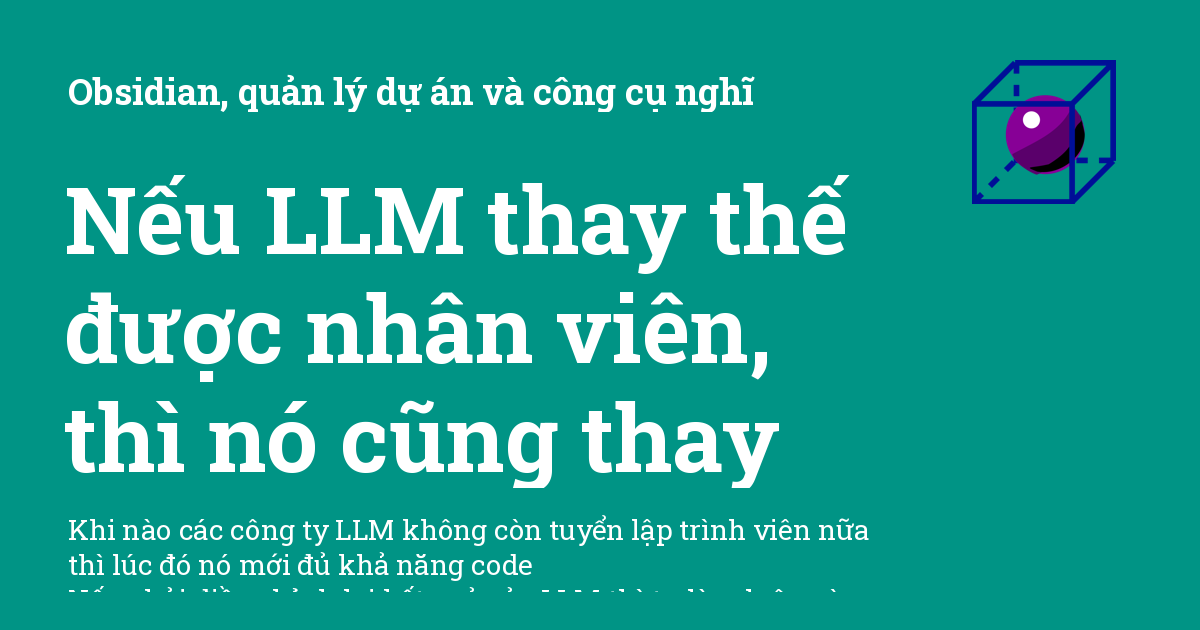 Obsidian, quản lý dự án và công cụ nghĩ
Nếu LLM thay thế
được nhân viên,
thì nó cũng thay
Khi nào các công ty LLM không còn tuyển lập trình viên nữa
thì lúc đó nó mới đủ khả năng code